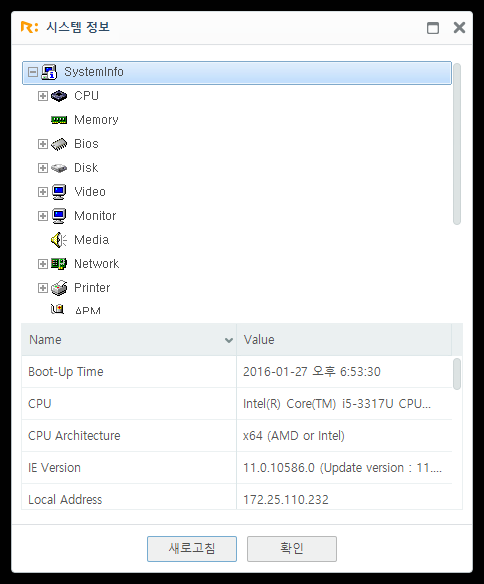 R: 시스템 정보
SystemInfo
CPU
Memory
Bios
Disk
Video
Monitor
Media
Network
Printer
APM
Name Value
Boot-Up Time 2016-01-27 오후 6:53:30
CPU Intel(R) Core(TM) i5-3317U CPU...
CPU Architecture x64 (AMD or Intel)
IE Version 11.0.10586.0 (Update version : 11....
Local Address 172.25.110.232
새로고침 확인